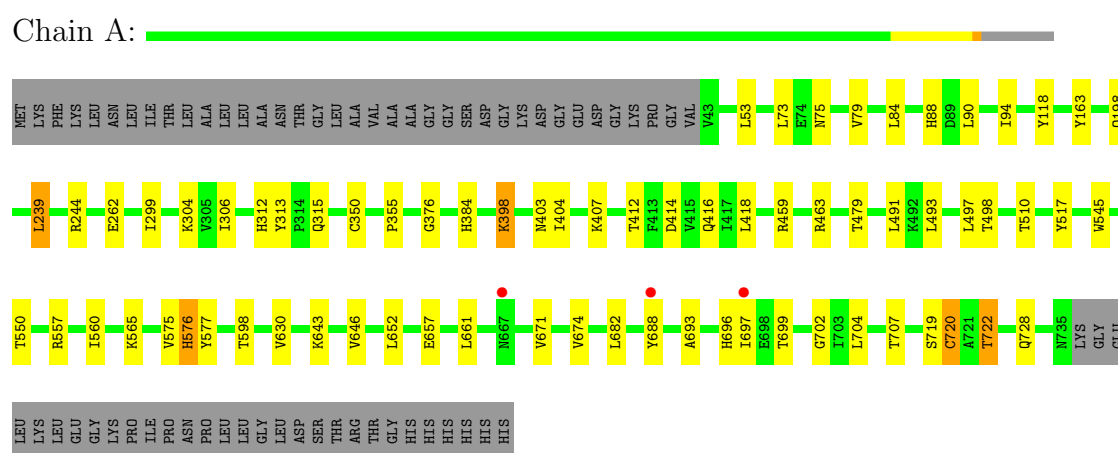 Chain A:
MET LYS PHE LYS LEU ASN LEU ILE THR LEU ALA LEU LEU ALA ASN THR GLY LEU ALA VAL ALA ALA GLY GLY SER ASP GLY LYS ASP GLY GLU ASP GLY LYS PRO GLY VAL V43 L53 L73 E74 N75 V79 L84 H88 D89 L90 I94 Y118 Y163
L239 R244 E262 I299 K304 V305 I306 H312 Y313 P314 Q315 C350 P355 G376 H384 K398 N403 I404 K407 T412 F413 D414 V415 Q416 I417 L418 R459 R463 T479 L491 K492 L493 L497 T498 T510 Y517 W545
T550 R557 I560 K565 V575 H576 Y577 T598 V630 K643 V646 L652 E657 L661 N667 V671 V674 L682 Y688 A693 H696 I697 E698 T699 G702 I703 L704 T707 S719 C720 A721 T722 Q728 N735 LYS GLY
LEU LYS LEU GLU GLY LYS PRO ILE PRO ASN PRO LEU LEU GLY LEU ASP SER THR ARG THR GLY HIS HIS HIS HIS HIS HIS